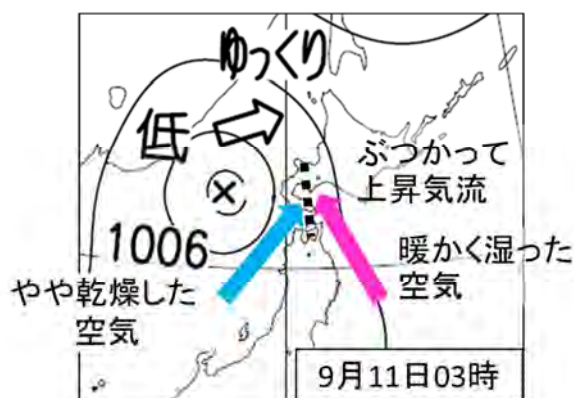 ゆっくり
低
ぶつかって
上昇気流
1006
暖かく湿った
空気
やや乾燥した
空気
9月11日03時